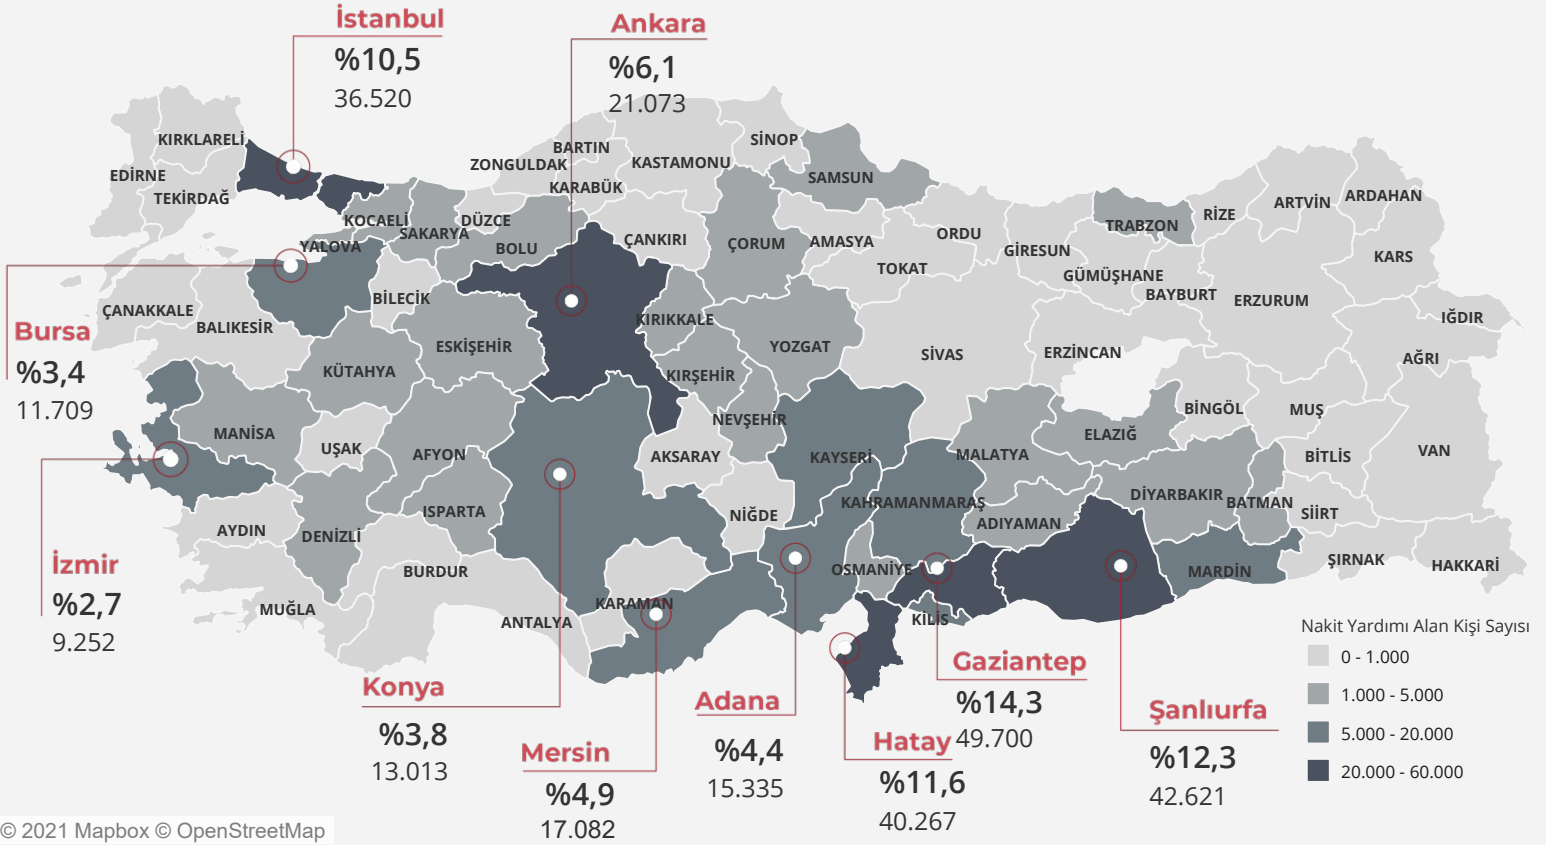 İstanbul
%10,5
36.520
Ankara
%6,1
21.073
Bursa
%3,4
11.709
İzmir
%2,7
9.252
Konya
%3,8
13.013
Mersin
%4,9
17.082
Adana
%4,4
15.335
Hatay
%11,6
40.267
Gaziantep
%14,3
49.700
Şanlıurfa
%12,3
42.621
KIRKLARELİ
EDİRNE
TEKİRDAĞ
KOCAELİ
SAKARYA
YALOVA
DÜZCE
BOLU
ZONGULDAK
BARTIN
KARABÜK
KASTAMONU
SİNOP
SAMSUN
ÇANKIRI
ÇORUM
AMASYA
ORDU
TOKAT
GİRESUN
TRABZON
RİZE
ARTVİN
ARDAHAN
GÜMÜŞHANE
BAYBURT
ERZURUM
KARS
IĞDIR
AĞRI
ÇANAKKALE
BALIKESİR
BİLECİK
KÜTAHYA
ESKİŞEHİR
KIRIKKALE
YOZGAT
SİVAS
ERZİNCAN
KIRŞEHİR
NEVŞEHİR
MANİSA
UŞAK
AFYON
AKSARAY
KAYSERİ
MALATYA
ELAZIĞ
BİNGÖL
MUŞ
BİTLİS
VAN
AYDIN
DENİZLİ
ISPARTA
NİĞDE
KAHRAMANMARAŞ
ADIYAMAN
DİYARBAKIR
BATMAN
SİİRT
ŞIRNAK
HAKKARİ
MUĞLA
BURDUR
ANTALYA
KARAMAN
OSMANİYE
KİLİS
MARDİN
Nakit Yardımı Alan Kişi Sayısı
0 - 1.000
1.000 - 5.000
5.000 - 20.000
20.000 - 60.000
© 2021 Mapbox © OpenStreetMap